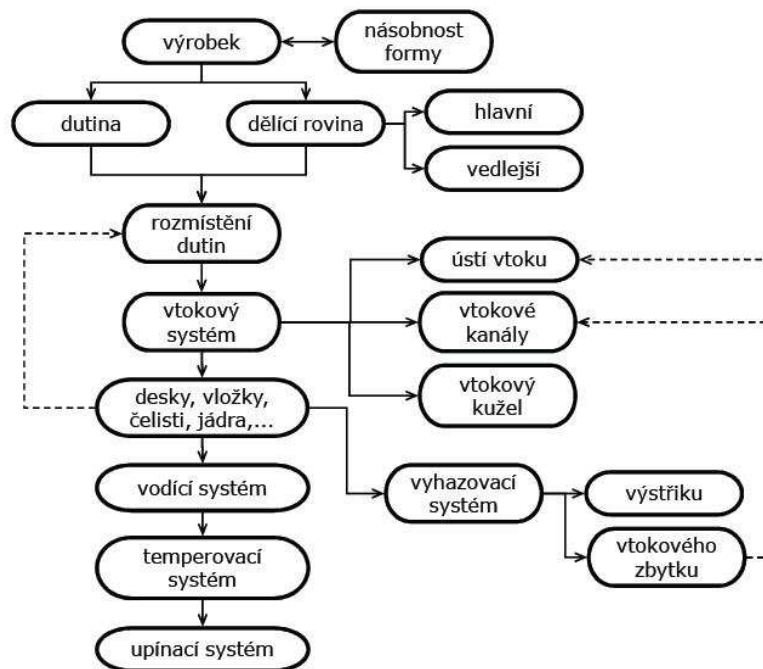 výrobek
násobnost
formy
dutina
dělící rovina
hlavní
vedlejší
rozmístění
dutin
ústí vtoku
vtokový
systém
vtokové
kanály
vtokový
kužel
desky, vložky,
čelisti, jádra,...
vodící systém
vyhazovací
systém
výstřiku
vtokového
zbytku
temperovací
systém
upínací systém